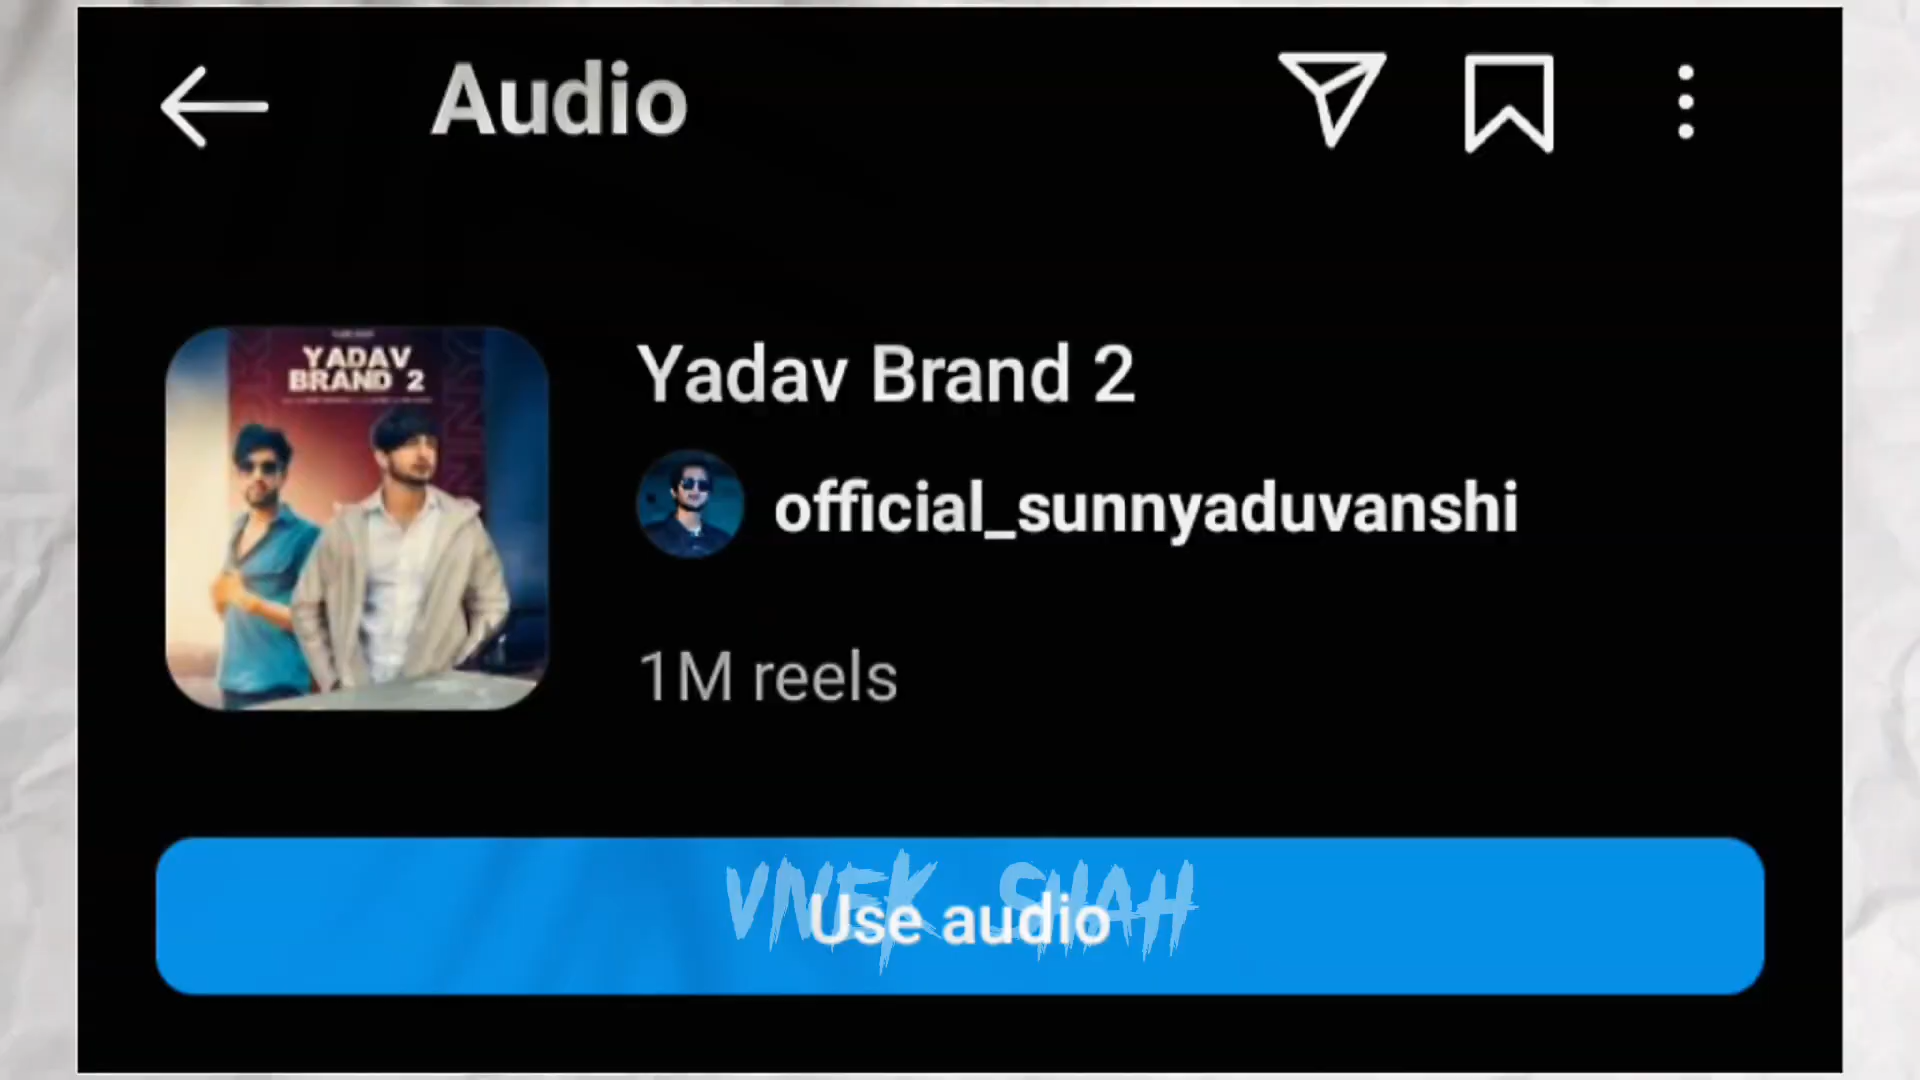 Audio
YADAV
BRAND 2
Yadav Brand 2
official_sunnyaduvanshi
1M reels
VNEK SHAH
Use audio